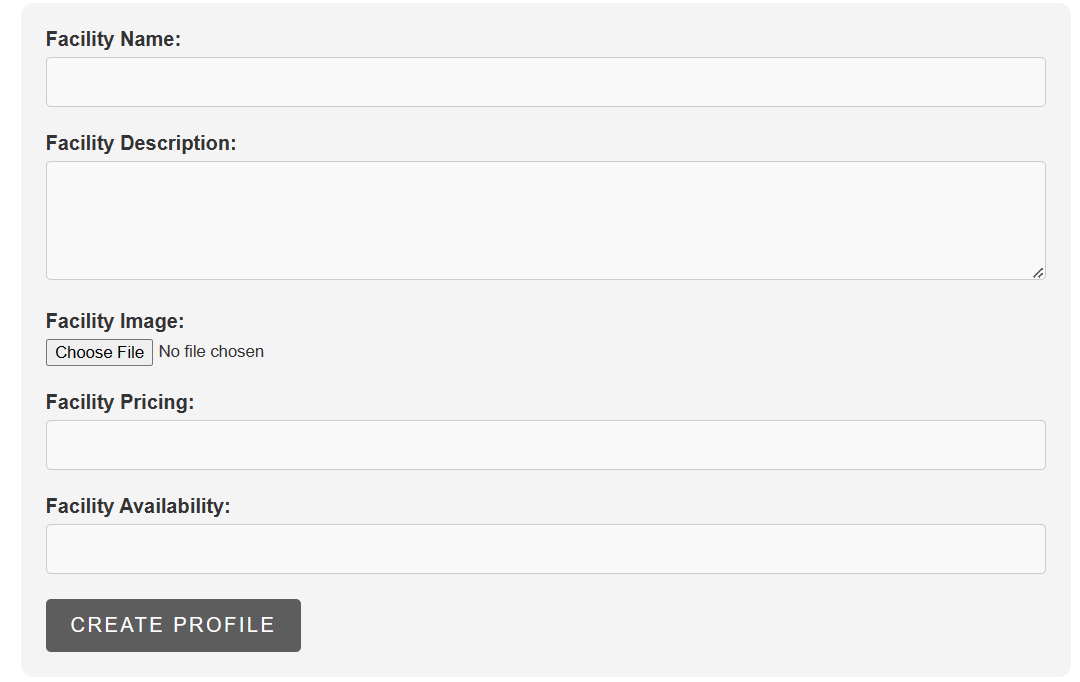 Facility Name:
Facility Description:
Facility Image:
Choose File No file chosen
Facility Pricing:
Facility Availability:
CREATE PROFILE